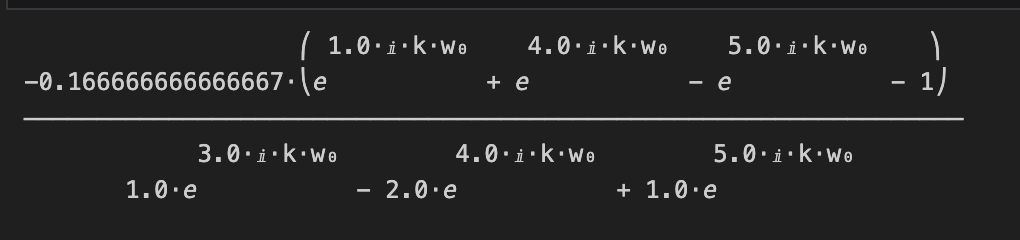 ⎛ 1.0⋅ⅈ⋅k⋅w₀    4.0⋅ⅈ⋅k⋅w₀    5.0⋅ⅈ⋅k⋅w₀    ⎞
-0.166666666666667⋅⎝ℯ           + ℯ           - ℯ           - 1⎠
────────────────────────────────────────────────────────────────
3.0⋅ⅈ⋅k⋅w₀        4.0⋅ⅈ⋅k⋅w₀        5.0⋅ⅈ⋅k⋅w₀
1.0⋅ℯ           - 2.0⋅ℯ           + 1.0⋅ℯ